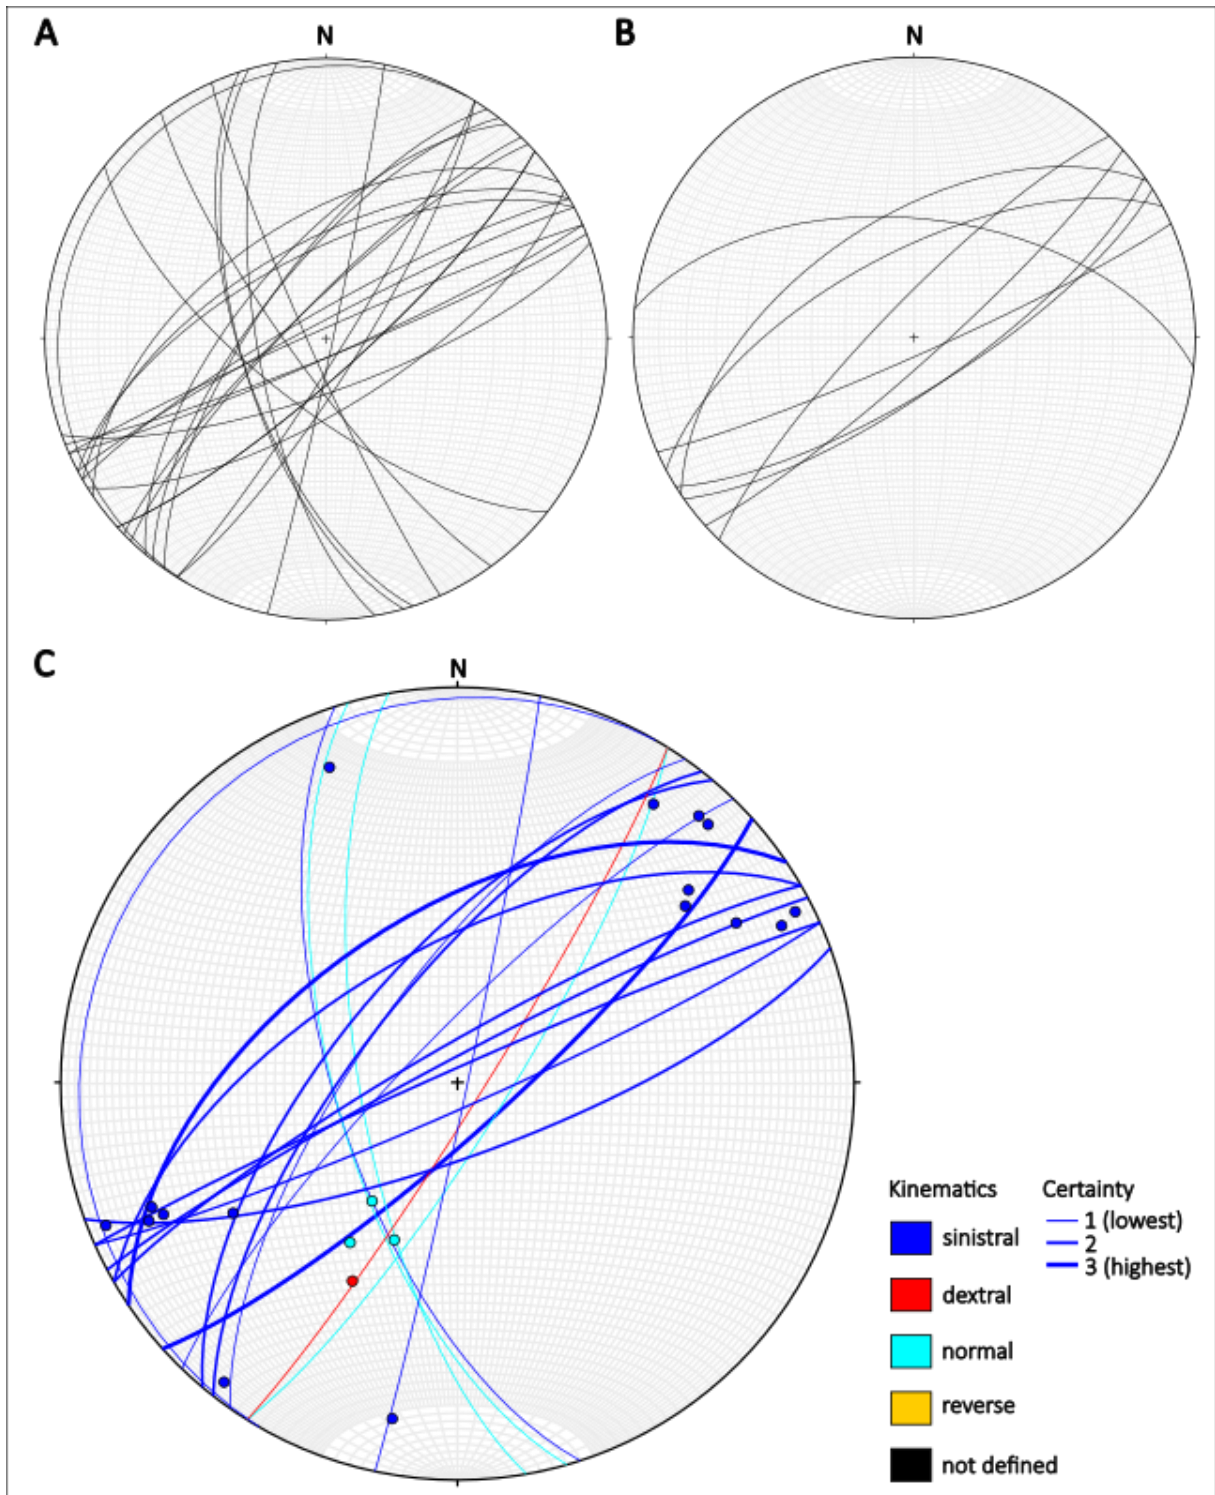 A
B
N
N
C
N
Kinematics
Certainty
sinistral
1 (lowest)
2
3 (highest)
dextral
normal
reverse
not defined